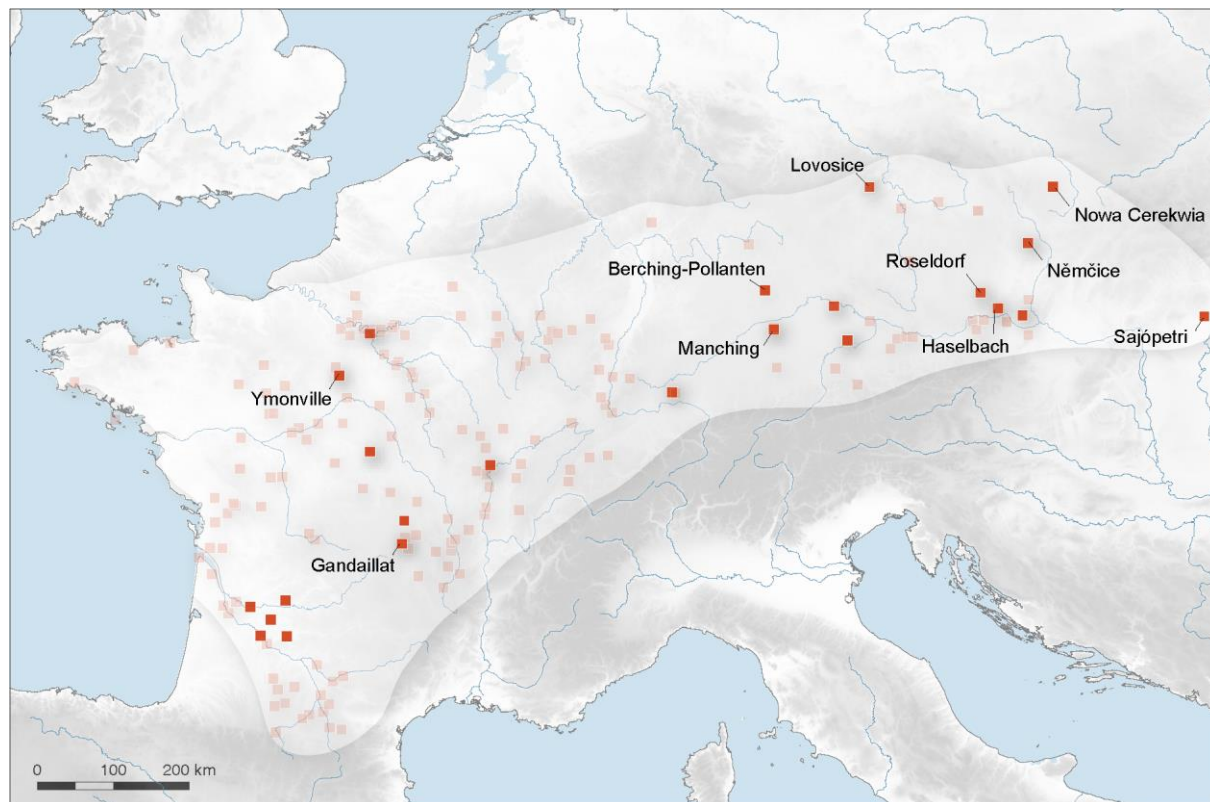 Lovosice
Nowa Cerekwia
Berching-Pollanten
Roseldorf
Němčice
Manching
Haselbach
Sajópetri
Ymonville
Gandaillat
0 100 200 km